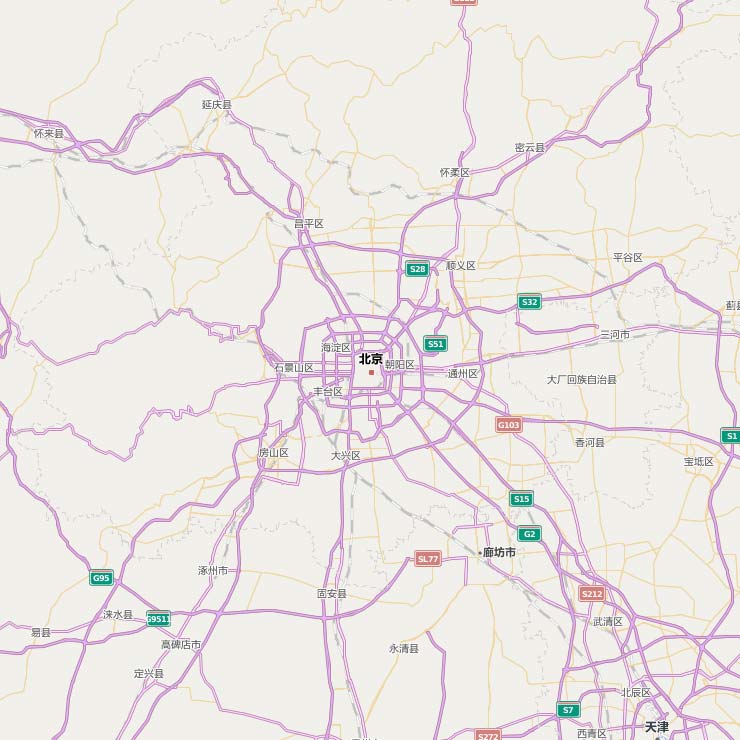 延庆县
怀来县
密云县
怀柔区
昌平区
平谷区
顺义区
S28
S32
三河市
S51
海淀区
北京
朝阳区
石景山区
通州区
大厂回族自治县
丰台区
G103
S1
香河县
房山区
大兴区
宝坻区
S15
G2
廊坊市
SL77
涿州市
G95
固安县
S212
涞水县
G9511
武清区
易县
高碑店市
永清县
定兴县
北辰区
S7
天津
西青区
S272